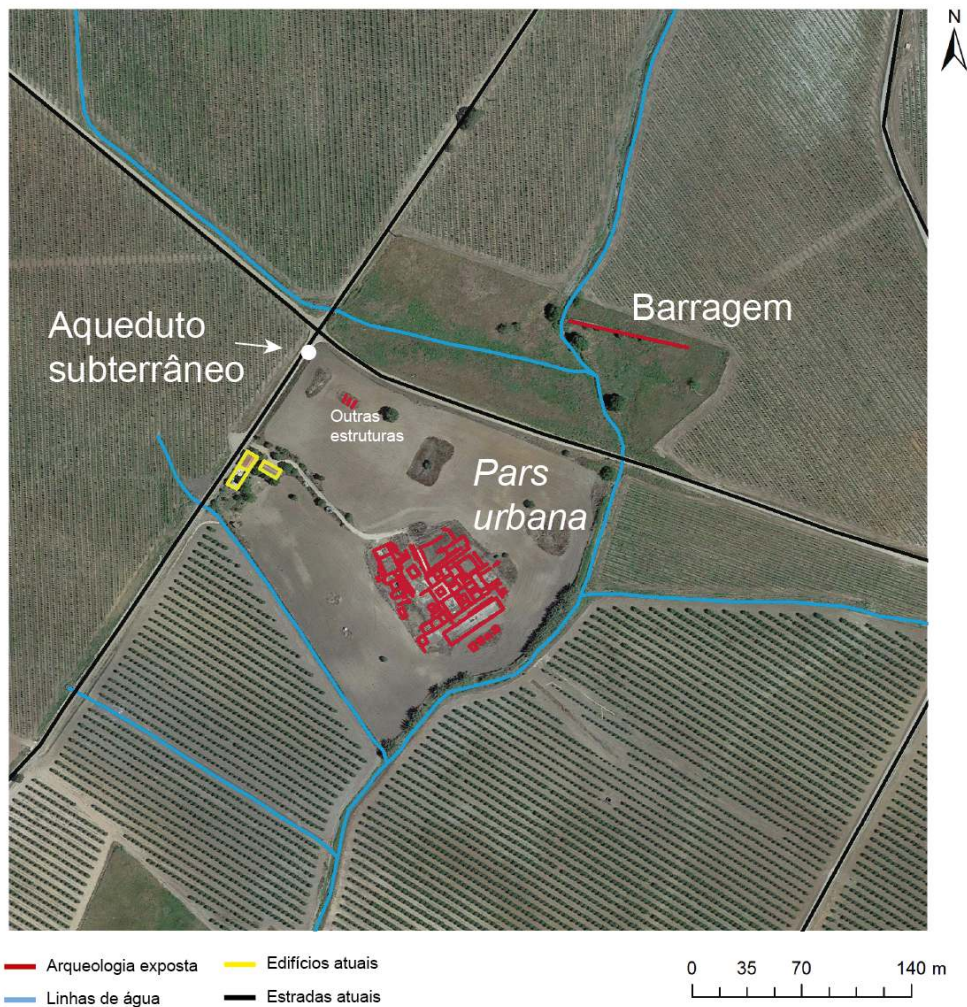 N
Barragem
Aqueduto
subterrâneo
Outras
estruturas
Pars
urbana
Arqueologia exposta
Edifícios atuais
Linhas de água
Estradas atuais
0 35 70 140 m